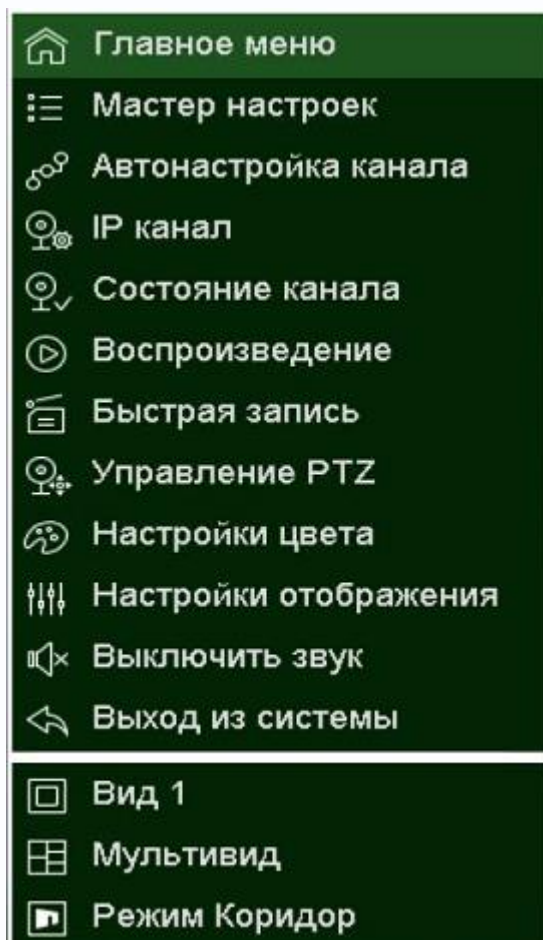 Главное меню
Мастер настроек
Автонастройка канала
IP канал
Состояние канала
Воспроизведение
Быстрая запись
Управление PTZ
Настройки цвета
Настройки отображения
Выключить звук
Выход из системы
Вид 1
Мультивид
Режим Коридор